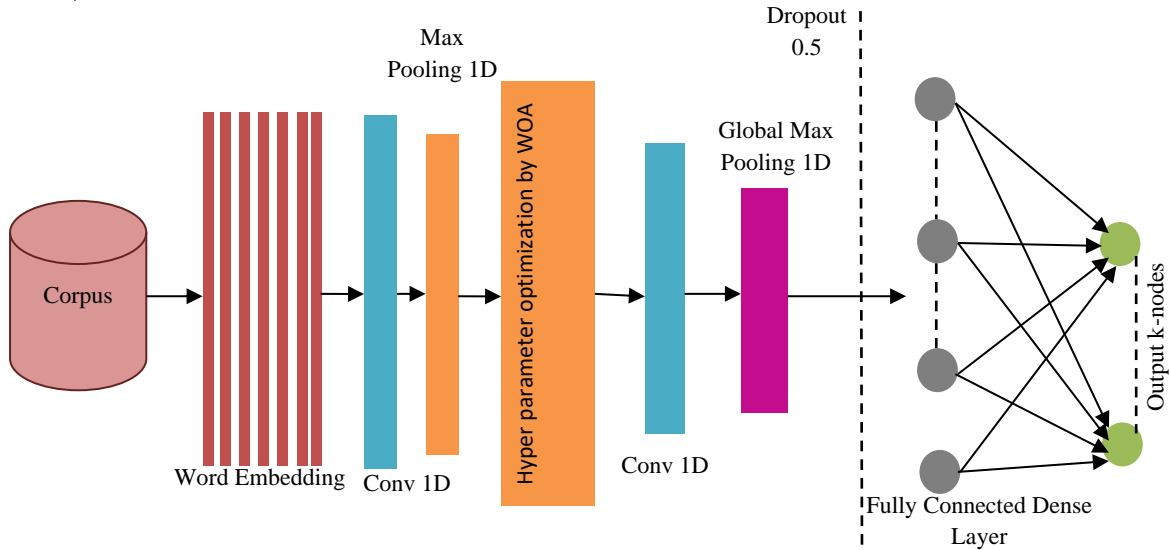 Dropout
0.5
Max
Pooling 1D
Global Max
Pooling 1D
Hyper parameter optimization by WOA
Corpus
Output k-nodes
Word Embedding
Conv 1D
Conv 1D
Fully Connected Dense
Layer